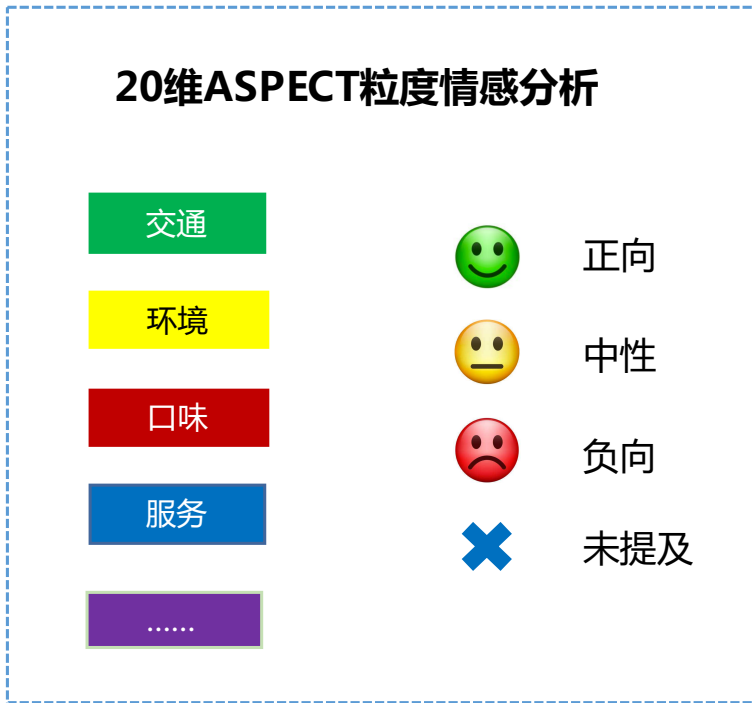 20维ASPECT粒度情感分析
交通
环境
口味
服务
......
正向
中性
负向
未提及